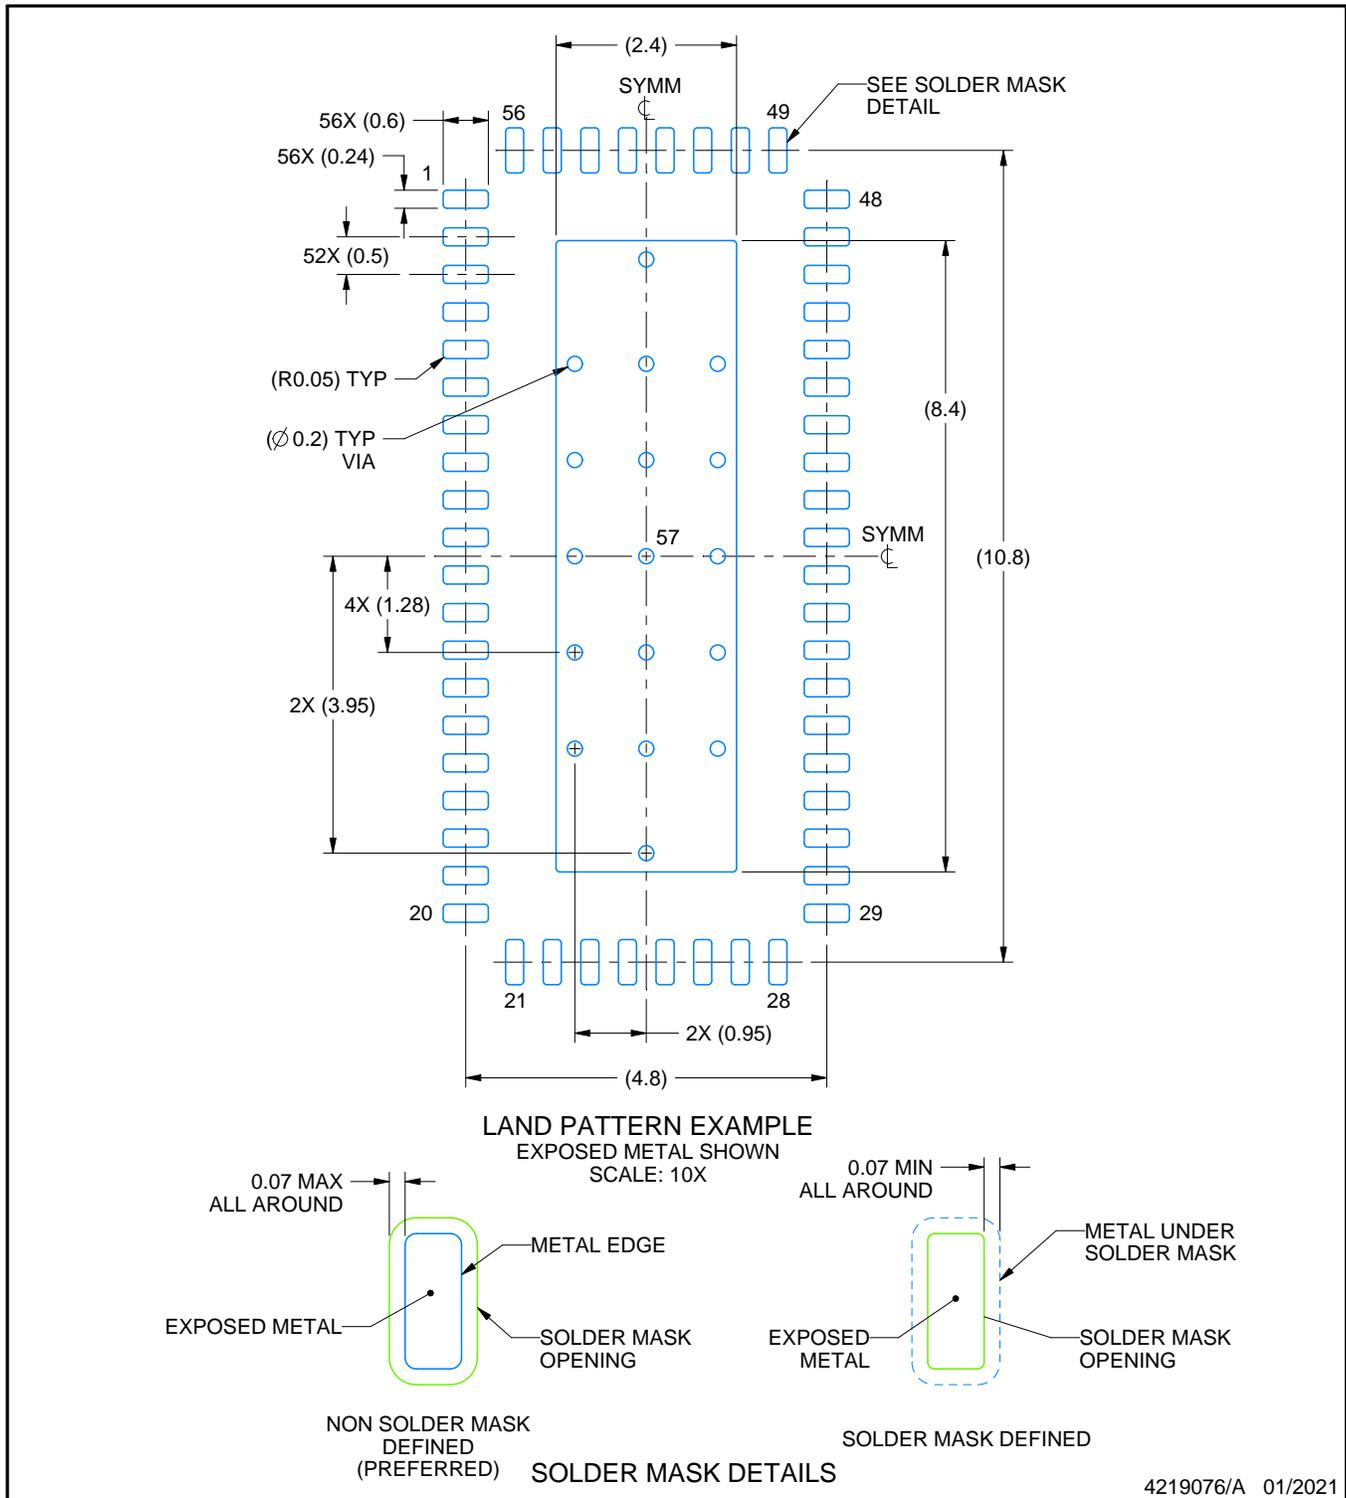 (2.4)
SYMM
SEE SOLDER MASK
DETAIL
56X (0.6)
56
49
56X (0.24)
1
48
52X (0.5)
(R0.05) TYP
(8.4)
(Ø0.2) TYP
VIA
57
SYMM
(10.8)
4X (1.28)
2X (3.95)
20
29
21
28
2X (0.95)
(4.8)
LAND PATTERN EXAMPLE
EXPOSED METAL SHOWN
SCALE: 10X
0.07 MAX
ALL AROUND
METAL EDGE
EXPOSED METAL
SOLDER MASK
OPENING
NON SOLDER MASK
DEFINED
(PREFERRED)
0.07 MIN
ALL AROUND
METAL UNDER
SOLDER MASK
EXPOSED
METAL
SOLDER MASK
OPENING
SOLDER MASK DEFINED
SOLDER MASK DETAILS
4219076/A 01/2021